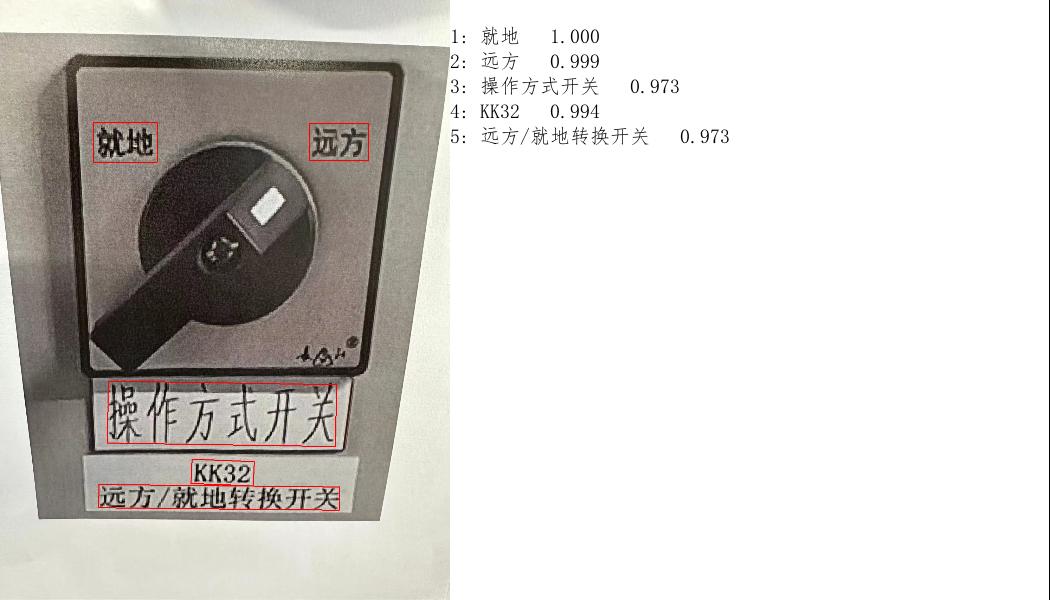 就地 远方
操作方式开关
KK32
远方/就地转换开关
1: 就地 1.000
2: 远方 0.999
3: 操作方式开关 0.973
4: KK32 0.994
5: 远方/就地转换开关 0.973